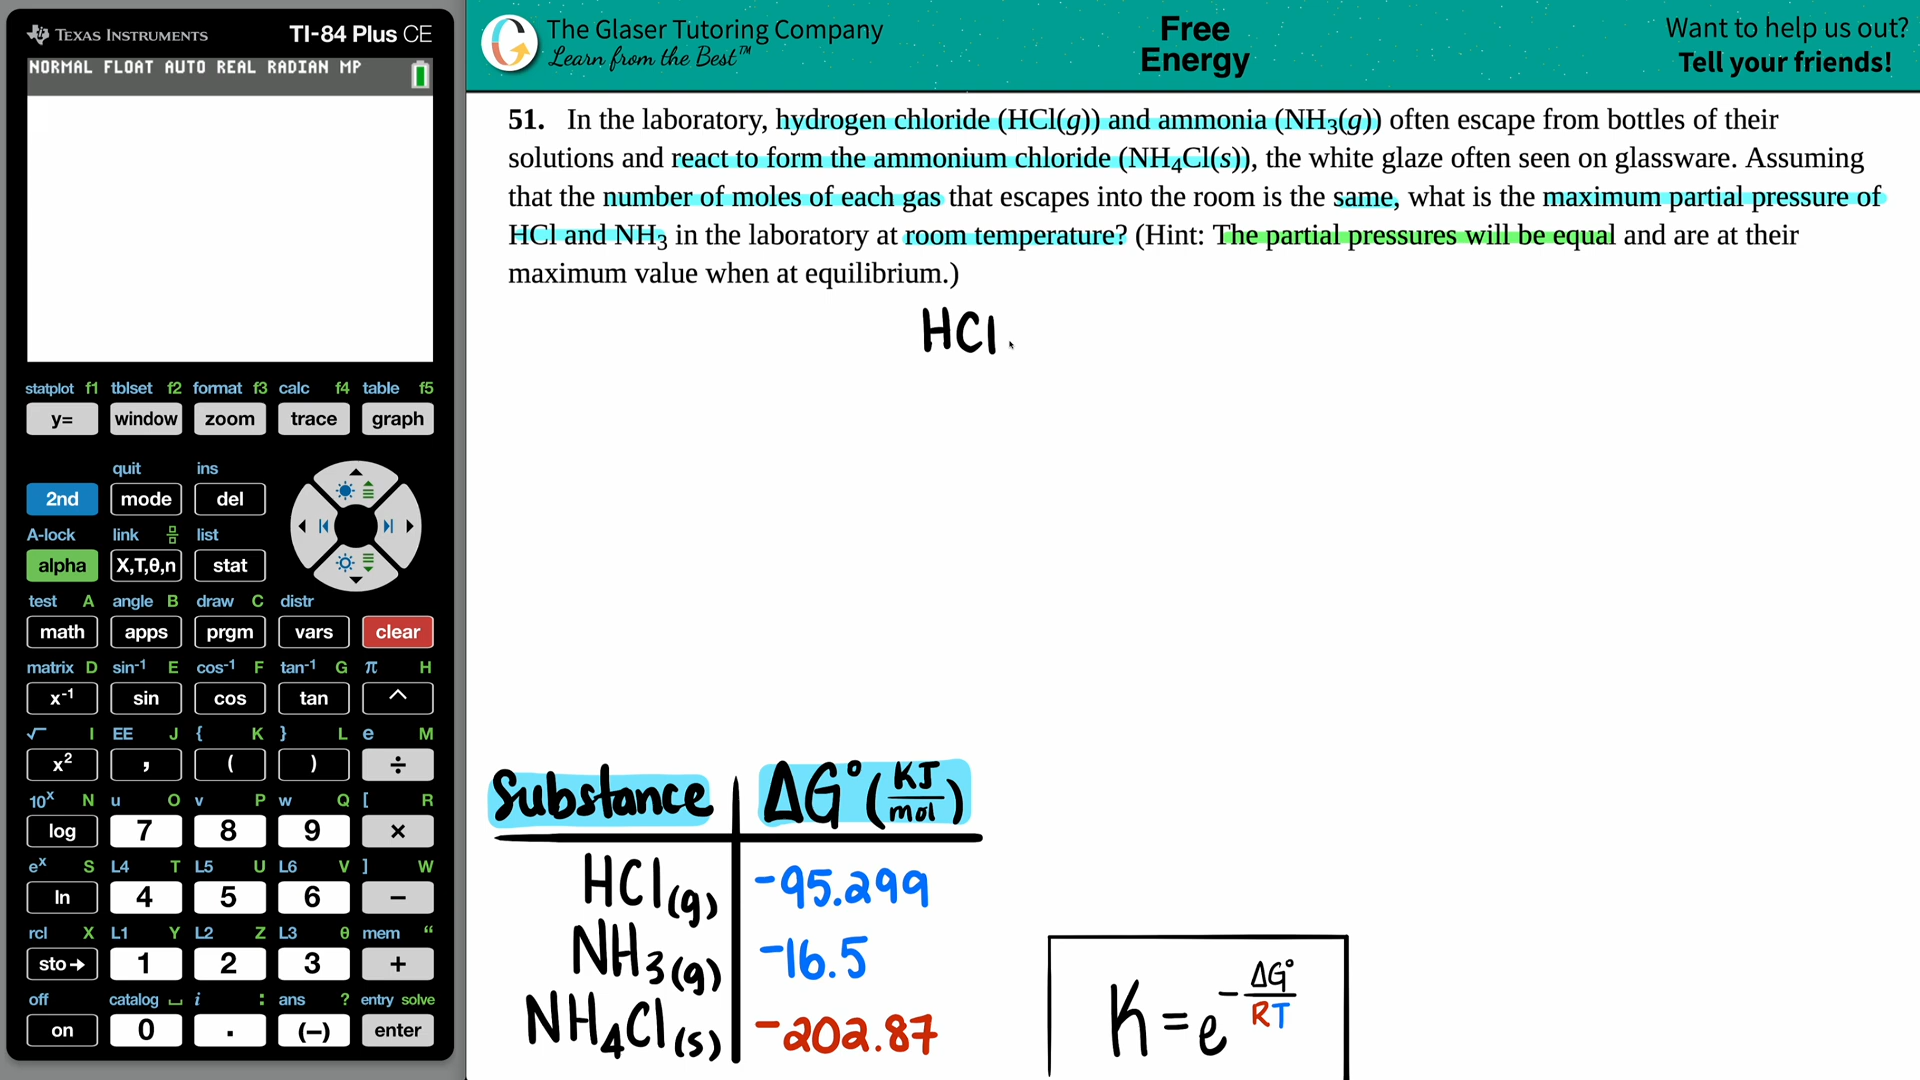 TEXAS INSTRUMENTS TI-84 Plus CE
NORMAL FLOAT AUTO REAL RADIAN MP
statplot f1 tblset f2 format f3 calc f4 table f5
y= window zoom trace graph
quit ins
2nd mode del
A-lock link list
alpha X,T,θ,n stat
test A angle B draw C distr
math apps prgm vars clear
matrix D sin⁻¹ E cos⁻¹ F tan⁻¹ G π H
x⁻¹ sin cos tan ^
√ I EE J { K } L e M
x² , ( ) ÷
10ˣ N u O v P w Q [ R
log 7 8 9 ×
eˣ S L4 T L5 U L6 V ] W
ln 4 5 6 −
rcl X L1 Y L2 Z L3 θ mem "
sto→ 1 2 3 +
off catalog ⎵ i : ans ? entry solve
on 0 . (−) enter
The Glaser Tutoring Company
Learn from the Best™
Free
Energy
Want to help us out?
Tell your friends!
51. In the laboratory, hydrogen chloride (HCl(g)) and ammonia (NH₃(g)) often escape from bottles of their
solutions and react to form the ammonium chloride (NH₄Cl(s)), the white glaze often seen on glassware. Assuming
that the number of moles of each gas that escapes into the room is the same, what is the maximum partial pressure of
HCl and NH₃ in the laboratory at room temperature? (Hint: The partial pressures will be equal and are at their
maximum value when at equilibrium.)
HCl
Substance ΔG° (KJ/mol)
HCl(g) -95.299
NH₃(g) -16.5
NH₄Cl(s) -202.87
K = e^(-ΔG°/RT)